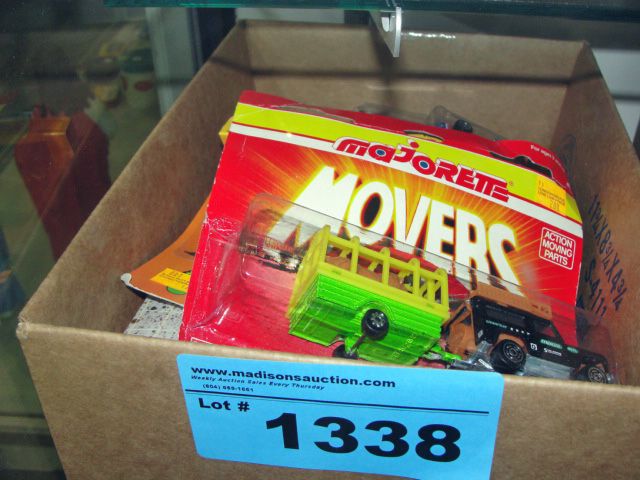 majorette
MOVERS
ACTION
MOVING
PARTS
www.madisonsauction.com
Weekly Auction Sales Every Thursday
Lot # 1338